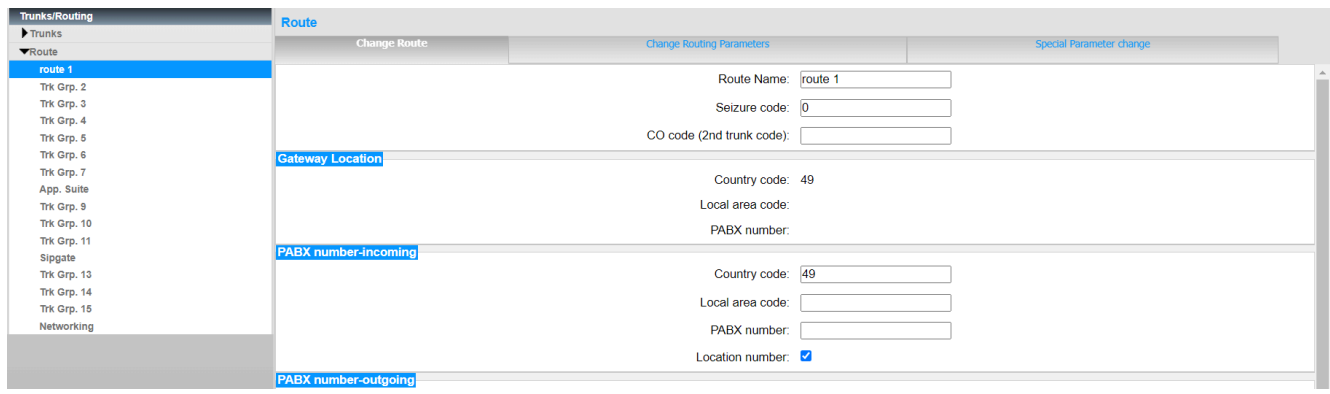 Trunks/Routing
Trunks
Route
route 1
Trk Grp. 2
Trk Grp. 3
Trk Grp. 4
Trk Grp. 5
Trk Grp. 6
Trk Grp. 7
App. Suite
Trk Grp. 9
Trk Grp. 10
Trk Grp. 11
Sipgate
Trk Grp. 13
Trk Grp. 14
Trk Grp. 15
Networking
Route
Change Route Change Routing Parameters Special Parameter change
Route Name: route 1
Seizure code: 0
CO code (2nd trunk code):
Gateway Location
Country code: 49
Local area code:
PABX number:
PABX number-incoming
Country code: 49
Local area code:
PABX number:
Location number:
PABX number-outgoing